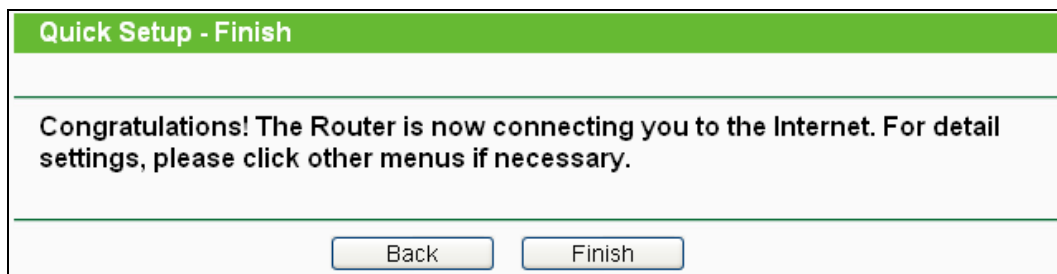 Quick Setup - Finish
Congratulations! The Router is now connecting you to the Internet. For detail
settings, please click other menus if necessary.
Back Finish